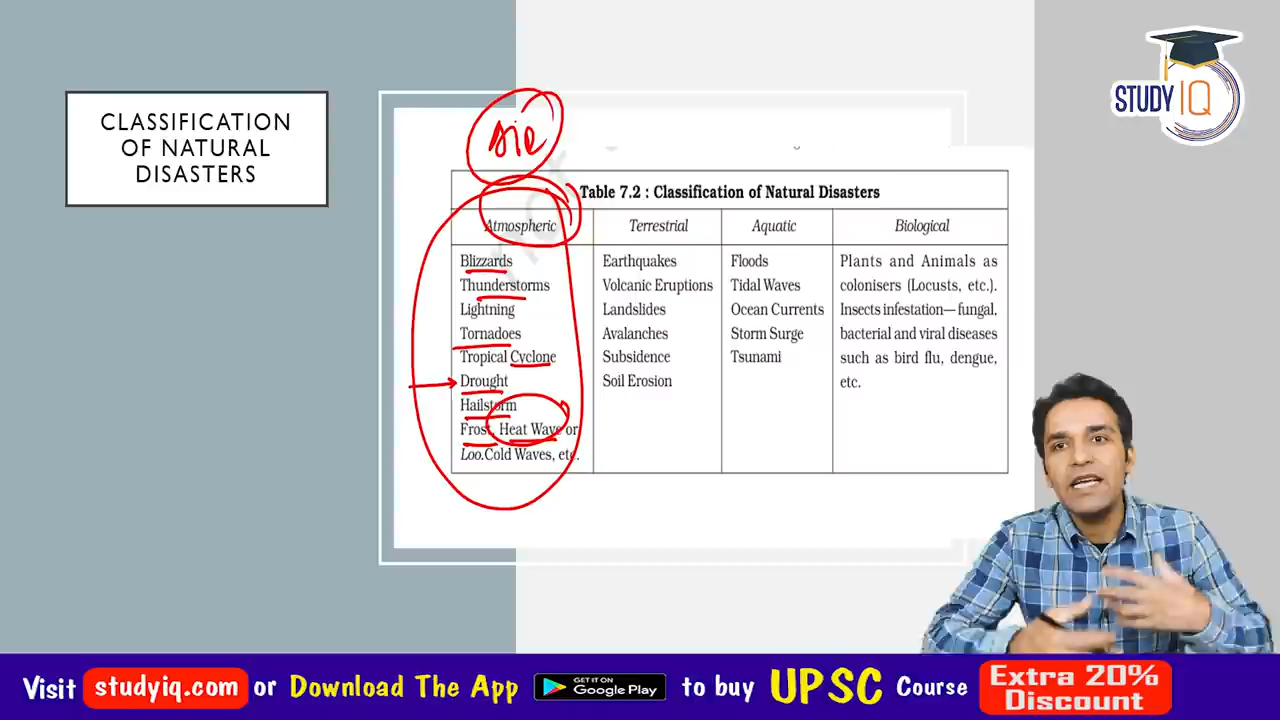 CLASSIFICATION
OF NATURAL
DISASTERS
STUDY IQ
Air
Table 7.2 : Classification of Natural Disasters
Atmospheric
Terrestrial
Aquatic
Biological
Blizzards
Thunderstorms
Lightning
Tornadoes
Tropical Cyclone
Drought
Hailstorm
Frost, Heat Wave or
Loo.Cold Waves, etc.
Earthquakes
Volcanic Eruptions
Landslides
Avalanches
Subsidence
Soil Erosion
Floods
Tidal Waves
Ocean Currents
Storm Surge
Tsunami
Plants and Animals as
colonisers (Locusts, etc.).
Insects infestation—fungal,
bacterial and viral diseases
such as bird flu, dengue,
etc.
Visit studyiq.com or Download The App GET IT ON Google Play to buy UPSC Course Extra 20% Discount